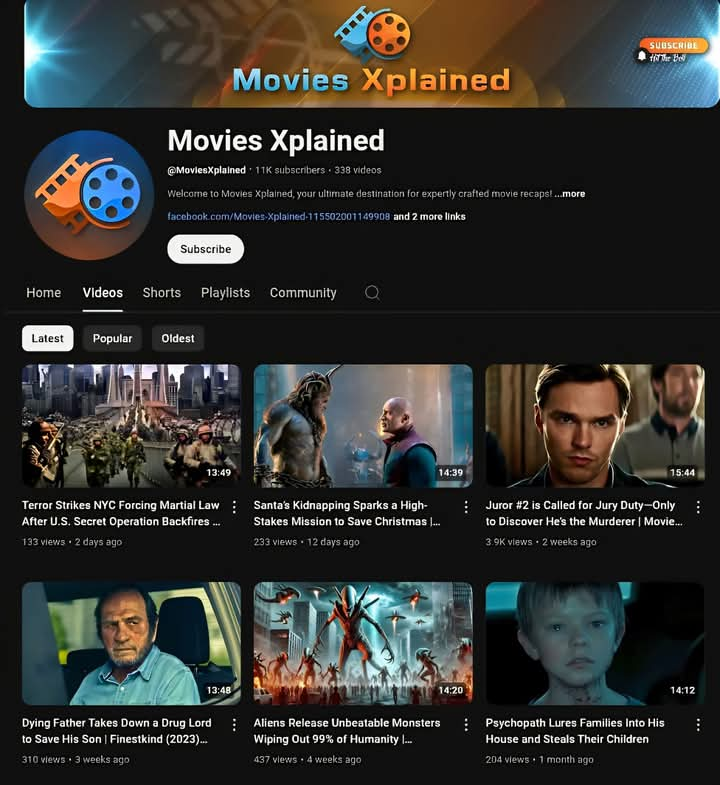 SUBSCRIBE
Hit The Bell
Movies Xplained
Movies Xplained
@MoviesXplained · 11K subscribers · 338 videos
Welcome to Movies Xplained, your ultimate destination for expertly crafted movie recaps! ...more
facebook.com/Movies-Xplained-115502001149908 and 2 more links
Subscribe
Home Videos Shorts Playlists Community
Latest Popular Oldest
13:49 14:39 15:44
Terror Strikes NYC Forcing Martial Law
After U.S. Secret Operation Backfires ...
133 views • 2 days ago
Santa's Kidnapping Sparks a High-
Stakes Mission to Save Christmas |...
233 views • 12 days ago
Juror #2 is Called for Jury Duty—Only
to Discover He's the Murderer | Movie...
3.9K views • 2 weeks ago
13:48 14:20 14:12
Dying Father Takes Down a Drug Lord
to Save His Son | Finestkind (2023)...
310 views • 3 weeks ago
Aliens Release Unbeatable Monsters
Wiping Out 99% of Humanity |...
437 views • 4 weeks ago
Psychopath Lures Families Into His
House and Steals Their Children
204 views • 1 month ago